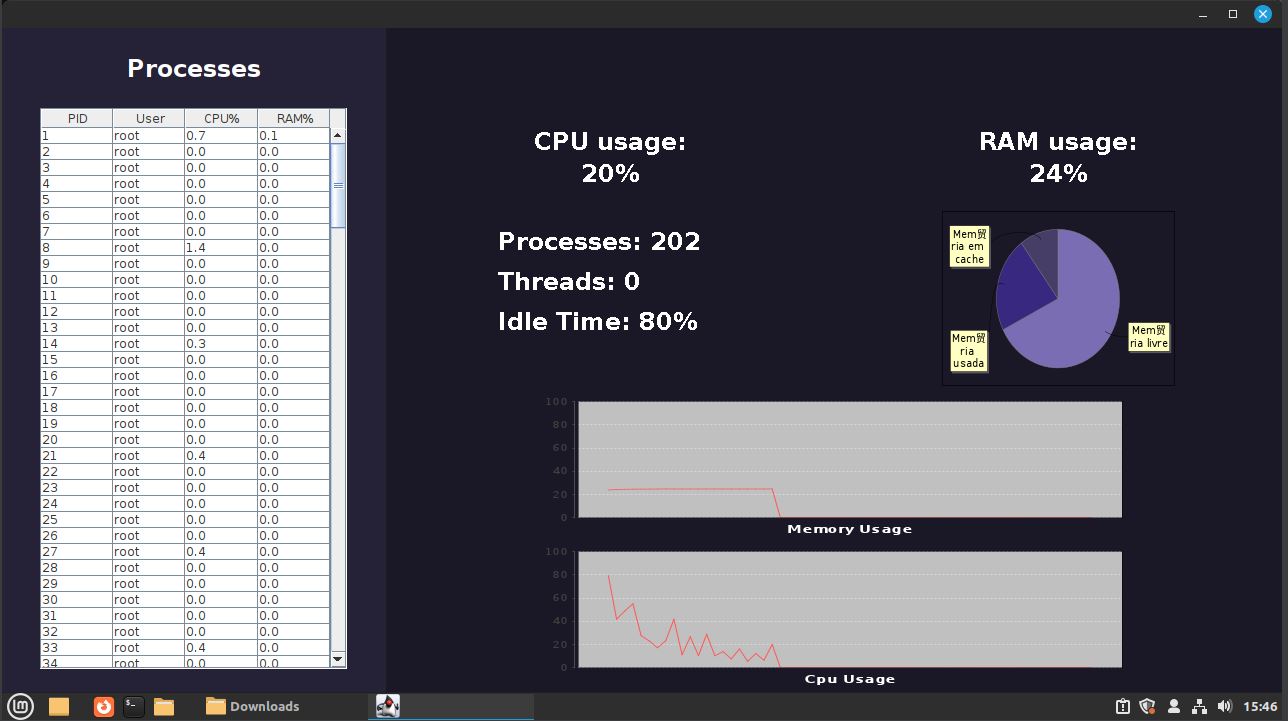 Processes
PID User CPU% RAM%
1 root 0.7 0.1
2 root 0.0 0.0
3 root 0.0 0.0
4 root 0.0 0.0
5 root 0.0 0.0
6 root 0.0 0.0
7 root 0.0 0.0
8 root 1.4 0.0
9 root 0.0 0.0
10 root 0.0 0.0
11 root 0.0 0.0
12 root 0.0 0.0
13 root 0.0 0.0
14 root 0.3 0.0
15 root 0.0 0.0
16 root 0.0 0.0
17 root 0.0 0.0
18 root 0.0 0.0
19 root 0.0 0.0
20 root 0.0 0.0
21 root 0.4 0.0
22 root 0.0 0.0
23 root 0.0 0.0
24 root 0.0 0.0
25 root 0.0 0.0
26 root 0.0 0.0
27 root 0.4 0.0
28 root 0.0 0.0
29 root 0.0 0.0
30 root 0.0 0.0
31 root 0.0 0.0
32 root 0.0 0.0
33 root 0.4 0.0
34 root 0.0 0.0
CPU usage:
20%
Processes: 202
Threads: 0
Idle Time: 80%
RAM usage:
24%
Mem贸
ria em
cache
Mem贸
ria
usada
Mem贸
ria livre
100
80
60
40
20
0
Memory Usage
100
80
60
40
20
0
Cpu Usage
Downloads
15:46